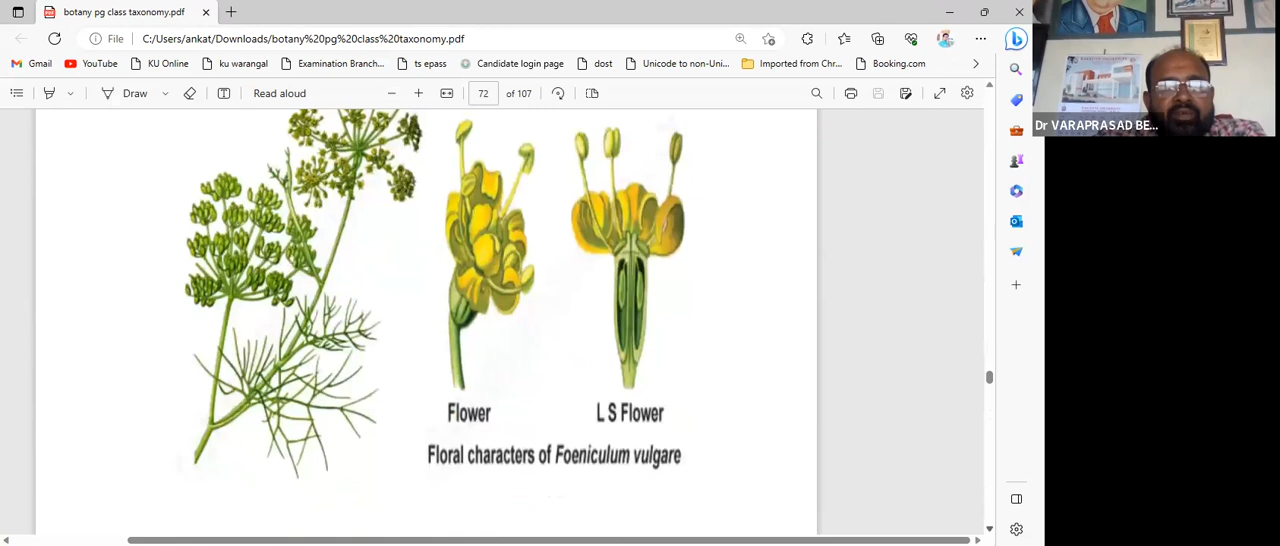 botany pg class taxonomy.pdf
File C:/Users/ankat/Downloads/botany%20pg%20class%20taxonomy.pdf
Gmail YouTube KU Online ku warangal Examination Branch... ts epass Candidate login page dost Unicode to non-Uni... Imported from Chr... Booking.com
Draw Read aloud 72 of 107
Dr VARAPRASAD BE...
Flower L S Flower
Floral characters of Foeniculum vulgare